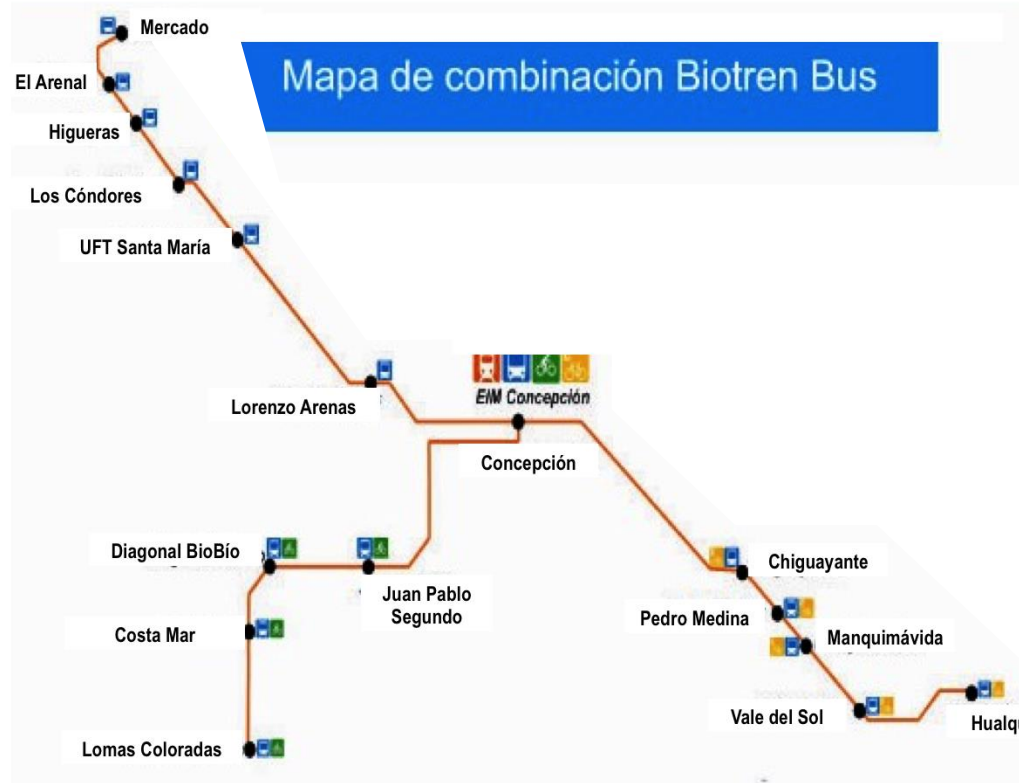 Mercado
Mapa de combinación Biotren Bus
El Arenal
Higueras
Los Cóndores
UFT Santa María
EIM Concepción
Lorenzo Arenas
Concepción
Diagonal BioBío
Chiguayante
Juan Pablo
Segundo
Pedro Medina
Costa Mar
Manquimávida
Vale del Sol
Hualqu
Lomas Coloradas